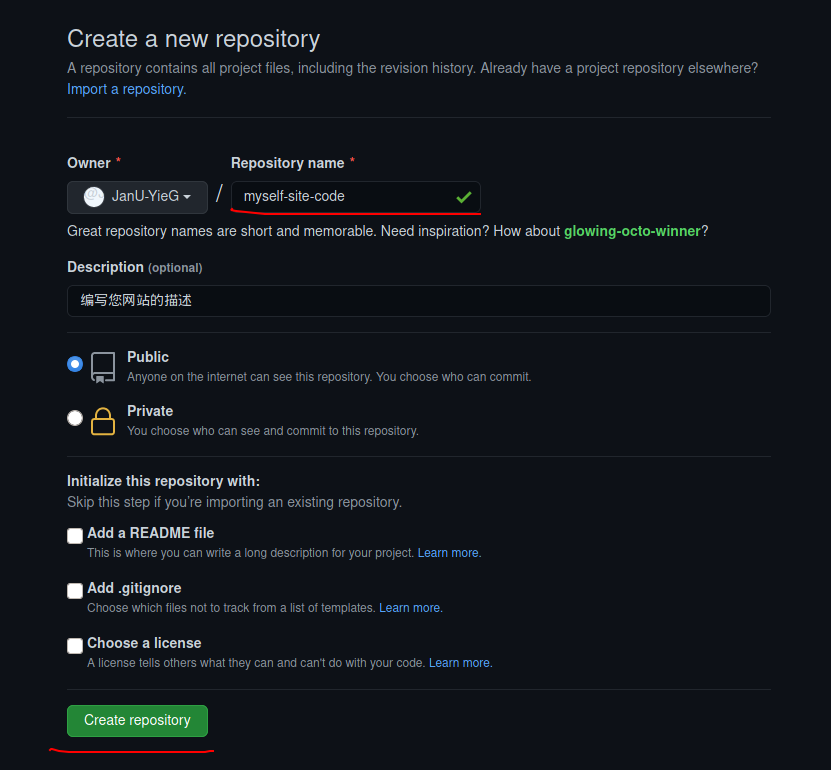 Create a new repository
A repository contains all project files, including the revision history. Already have a project repository elsewhere?
Import a repository.
Owner * Repository name *
JanU-YieG / myself-site-code
Great repository names are short and memorable. Need inspiration? How about glowing-octo-winner?
Description (optional)
编写您网站的描述
Public
Anyone on the internet can see this repository. You choose who can commit.
Private
You choose who can see and commit to this repository.
Initialize this repository with:
Skip this step if you're importing an existing repository.
Add a README file
This is where you can write a long description for your project. Learn more.
Add .gitignore
Choose which files not to track from a list of templates. Learn more.
Choose a license
A license tells others what they can and can't do with your code. Learn more.
Create repository